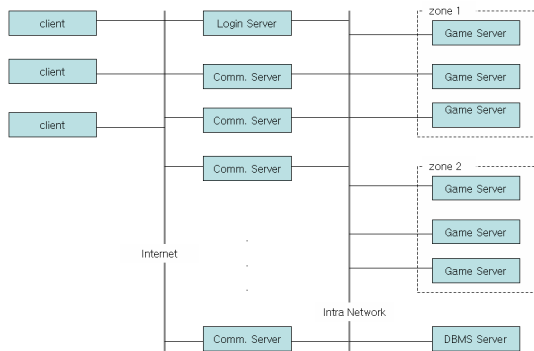 client
client
client
Login Server
Comm. Server
Comm. Server
Comm. Server
Comm. Server
Internet
Intra Network
zone 1
Game Server
Game Server
Game Server
zone 2
Game Server
Game Server
Game Server
DBMS Server